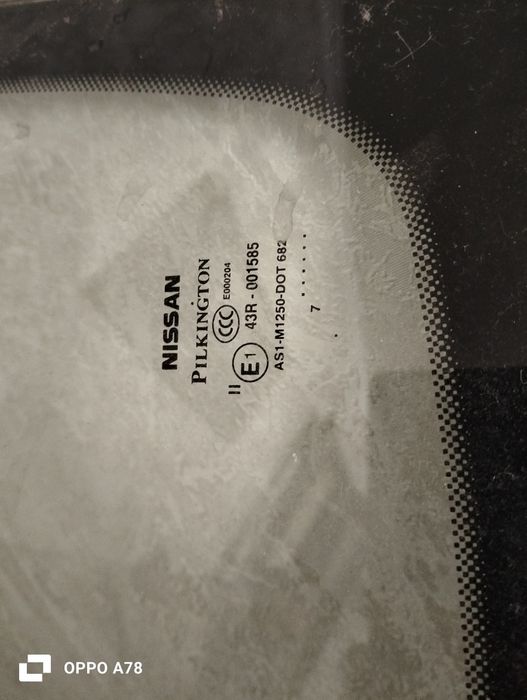 NISSAN
PILKINGTON
CCC E000204
II E1 43R - 001585
AS1-M1250-DOT 682
.......
7
.
OPPO A78